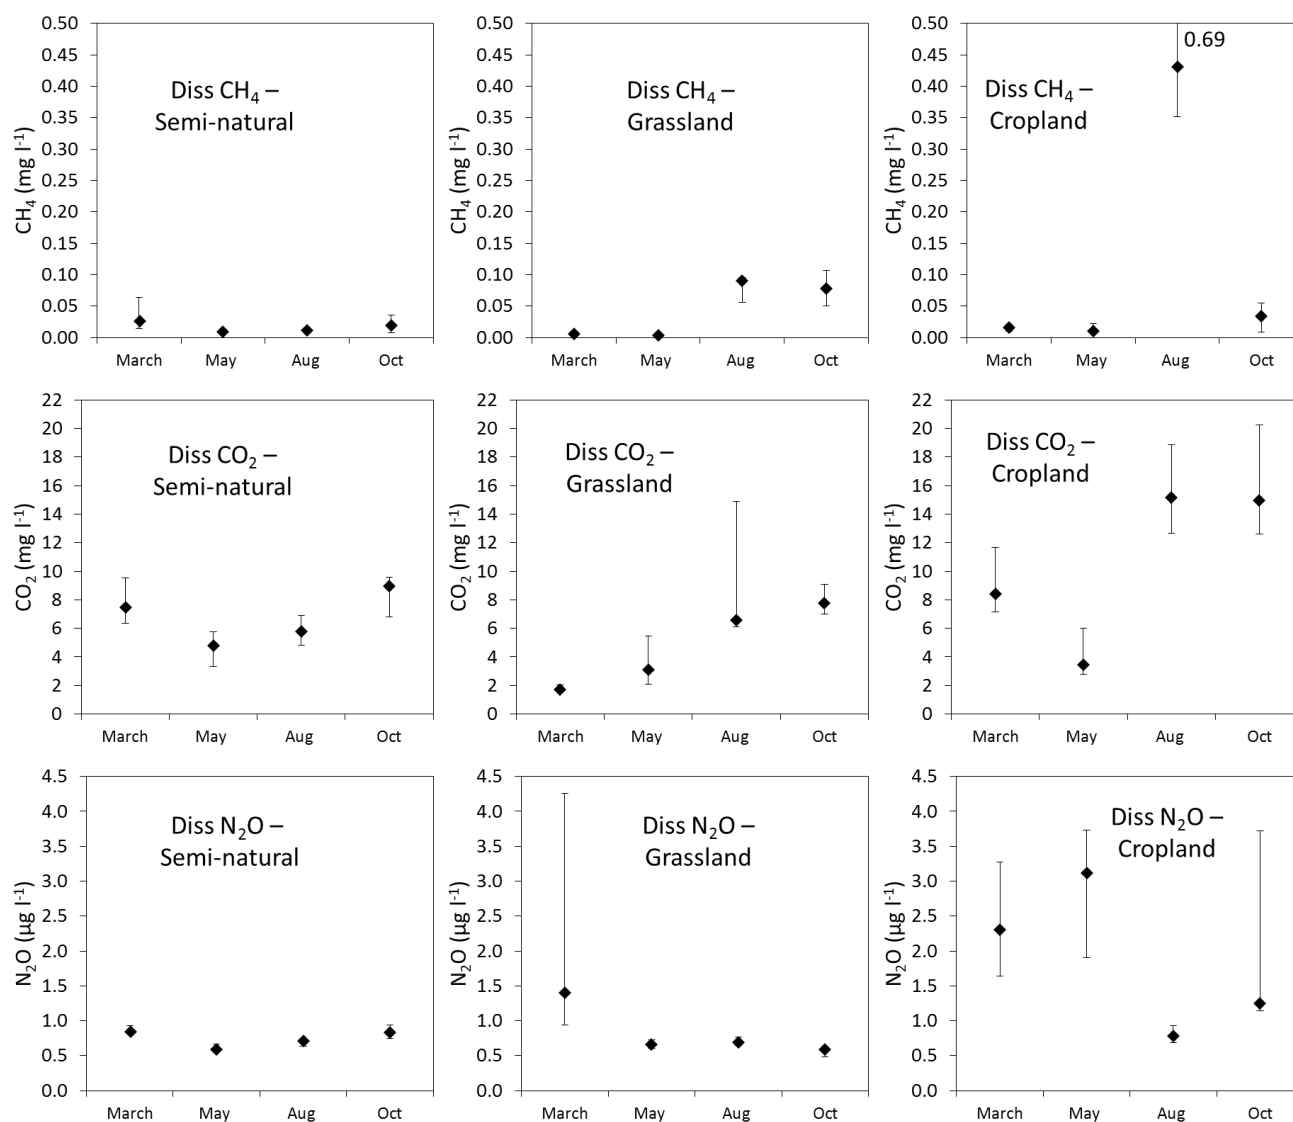 0.50
0.45
0.40
0.35
0.30
0.25
0.20
0.15
0.10
0.05
0.00
CH₄ (mg l⁻¹)
Diss CH₄ –
Semi-natural
March May Aug Oct
0.50
0.45
0.40
0.35
0.30
0.25
0.20
0.15
0.10
0.05
0.00
CH₄ (mg l⁻¹)
Diss CH₄ –
Grassland
March May Aug Oct
0.50
0.45
0.40
0.35
0.30
0.25
0.20
0.15
0.10
0.05
0.00
CH₄ (mg l⁻¹)
Diss CH₄ –
Cropland
0.69
March May Aug Oct
22
20
18
16
14
12
10
8
6
4
2
0
CO₂ (mg l⁻¹)
Diss CO₂ –
Semi-natural
March May Aug Oct
22
20
18
16
14
12
10
8
6
4
2
0
CO₂ (mg l⁻¹)
Diss CO₂ –
Grassland
March May Aug Oct
22
20
18
16
14
12
10
8
6
4
2
0
CO₂ (mg l⁻¹)
Diss CO₂ –
Cropland
March May Aug Oct
4.5
4.0
3.5
3.0
2.5
2.0
1.5
1.0
0.5
0.0
N₂O (µg l⁻¹)
Diss N₂O –
Semi-natural
March May Aug Oct
4.5
4.0
3.5
3.0
2.5
2.0
1.5
1.0
0.5
0.0
N₂O (µg l⁻¹)
Diss N₂O –
Grassland
March May Aug Oct
4.5
4.0
3.5
3.0
2.5
2.0
1.5
1.0
0.5
0.0
N₂O (µg l⁻¹)
Diss N₂O –
Cropland
March May Aug Oct